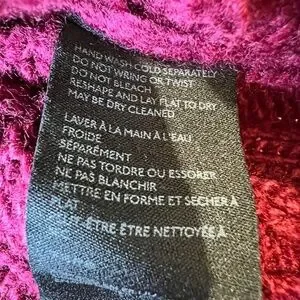 HAND WASH COLD SEPARATELY
DO NOT WRING OR TWIST
DO NOT BLEACH
RESHAPE AND LAY FLAT TO DRY
MAY BE DRY CLEANED
LAVER À LA MAIN À L'EAU
FROIDE
SÉPARÉMENT
NE PAS TORDRE OU ESSORER
NE PAS BLANCHIR
METTRE EN FORME ET SÉCHER À
PLAT
PEUT-ÊTRE ÊTRE NETTOYÉE À